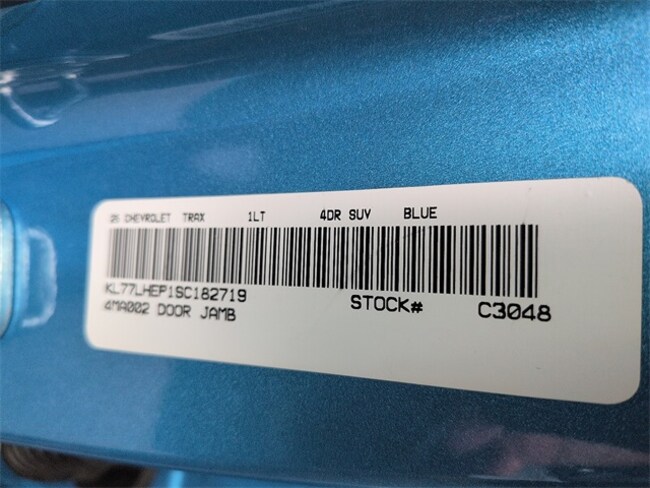 25 CHEVROLET TRAX 1LT 4DR SUV BLUE
KL77LHEP1SC182719
4MA002 DOOR JAMB STOCK# C3048